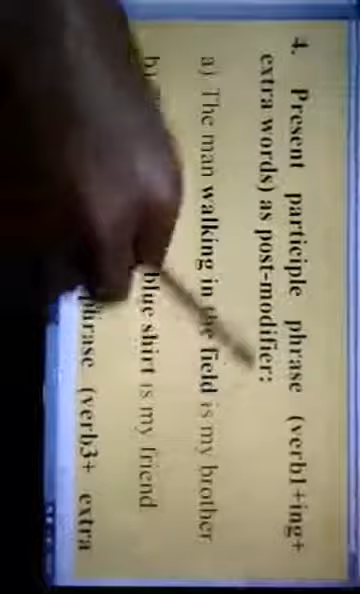 4. Present participle phrase (verb1+ing+
extra words) as post-modifier:
a) The man walking in the field is my brother
b) blue shirt is my friend
phrase (verb3+ extra